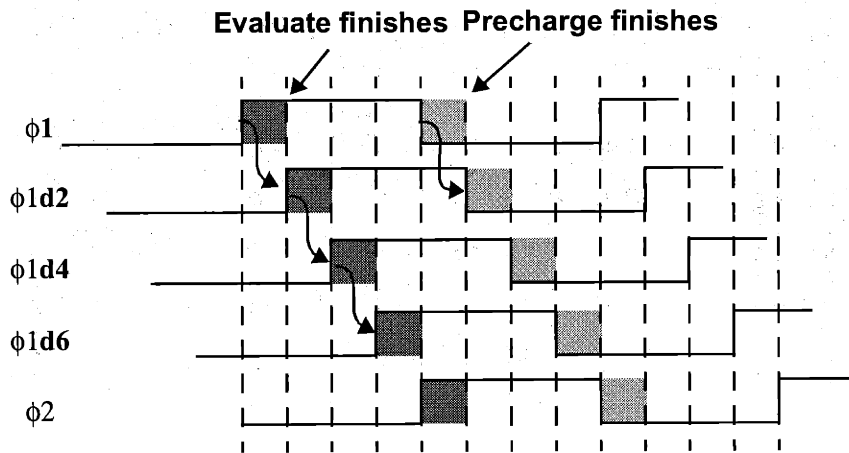 Evaluate finishes Precharge finishes
ϕ1
ϕ1d2
ϕ1d4
ϕ1d6
ϕ2